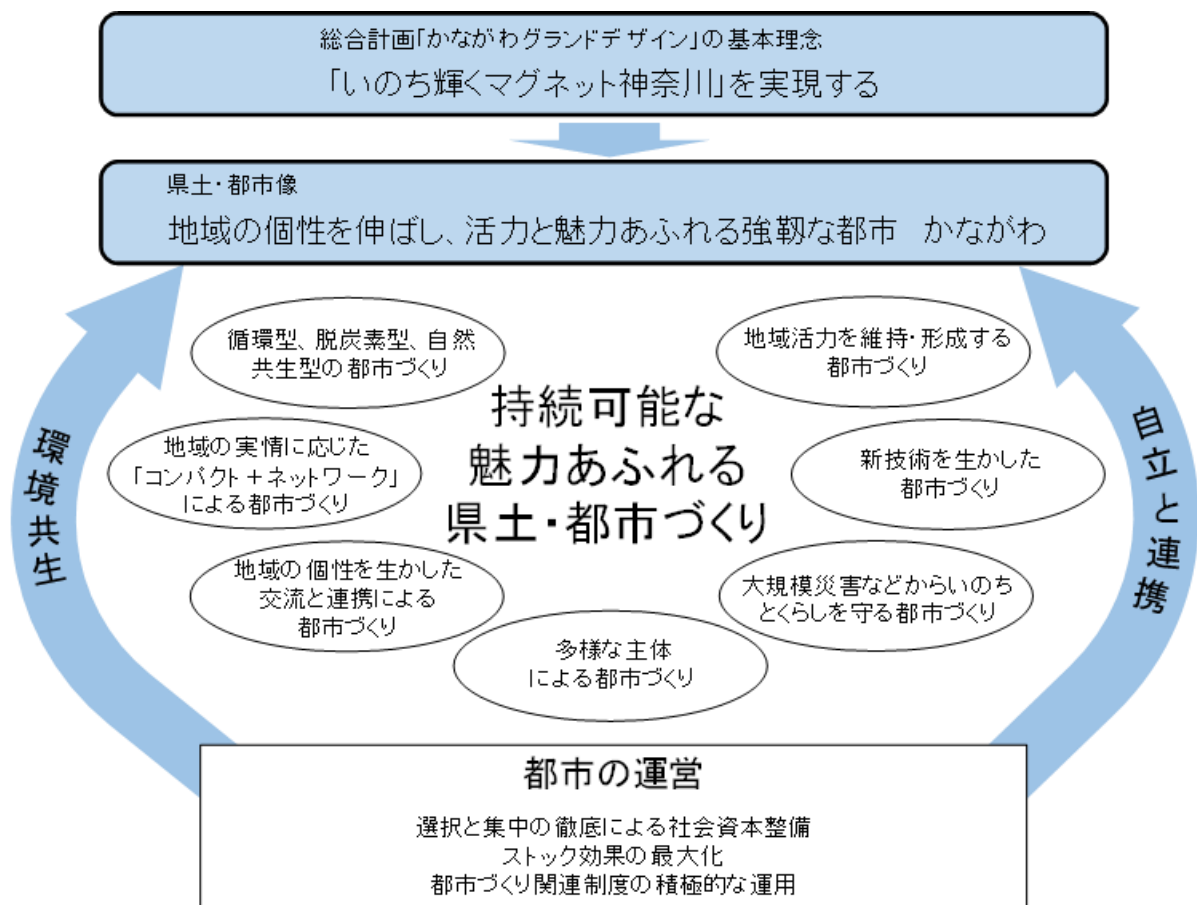 総合計画「かながわグランドデザイン」の基本理念
「いのち輝くマグネット神奈川」を実現する
県土・都市像
地域の個性を伸ばし、活力と魅力あふれる強靱な都市　かながわ
循環型、脱炭素型、自然
共生型の都市づくり
地域活力を維持・形成する
都市づくり
持続可能な
魅力あふれる
県土・都市づくり
地域の実情に応じた
「コンパクト＋ネットワーク」
による都市づくり
新技術を生かした
都市づくり
地域の個性を生かした
交流と連携による
都市づくり
大規模災害などからいのち
とくらしを守る都市づくり
多様な主体
による都市づくり
環境共生
自立と連携
都市の運営
選択と集中の徹底による社会資本整備
ストック効果の最大化
都市づくり関連制度の積極的な運用